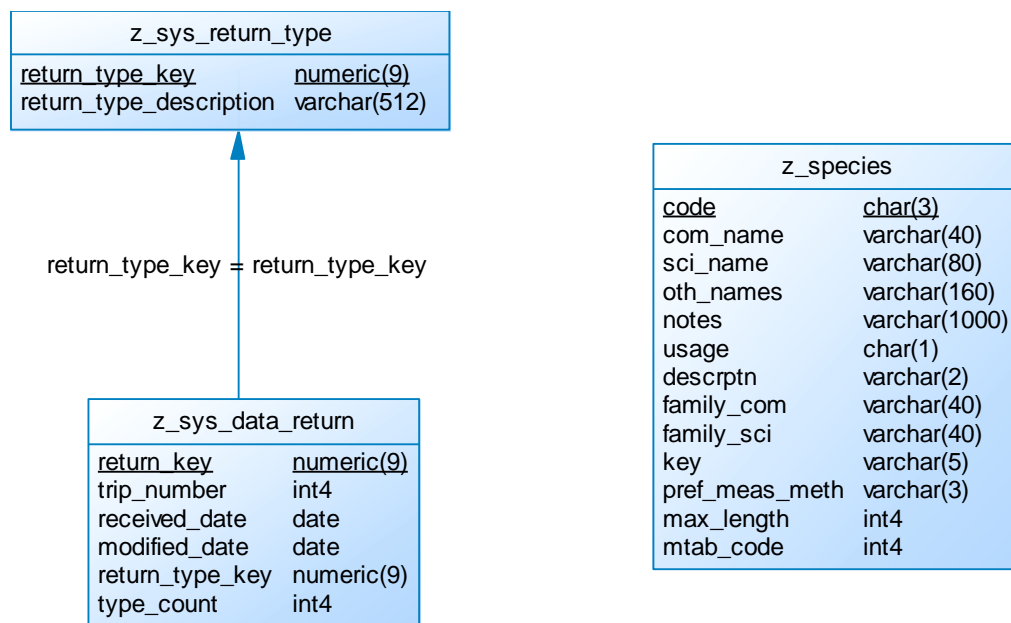 z_sys_return_type
return_type_key numeric(9)
return_type_description varchar(512)
return_type_key = return_type_key
z_sys_data_return
return_key numeric(9)
trip_number int4
received_date date
modified_date date
return_type_key numeric(9)
type_count int4
z_species
code char(3)
com_name varchar(40)
sci_name varchar(80)
oth_names varchar(160)
notes varchar(1000)
usage char(1)
descrptn varchar(2)
family_com varchar(40)
family_sci varchar(40)
key varchar(5)
pref_meas_meth varchar(3)
max_length int4
mtab_code int4